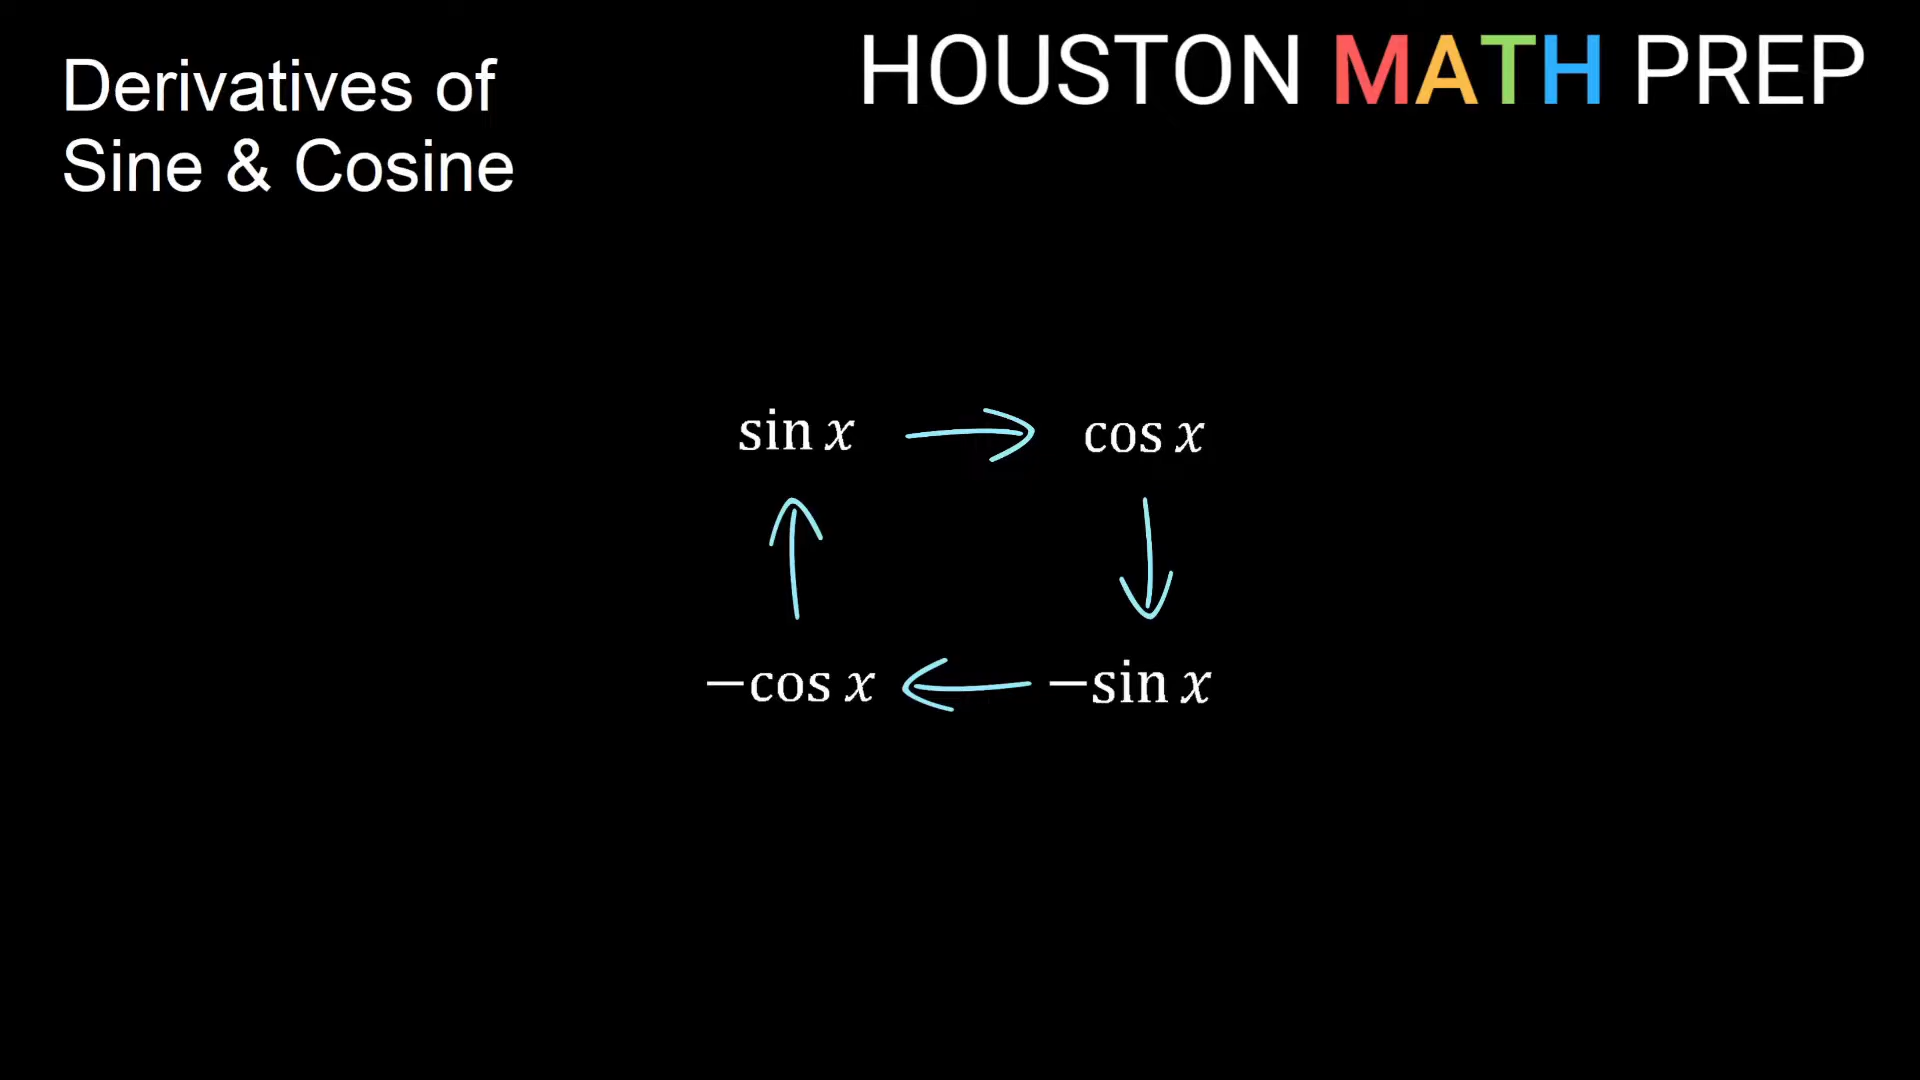 Derivatives of
Sine & Cosine
HOUSTON MATH PREP
sin x
cos x
−cos x
−sin x